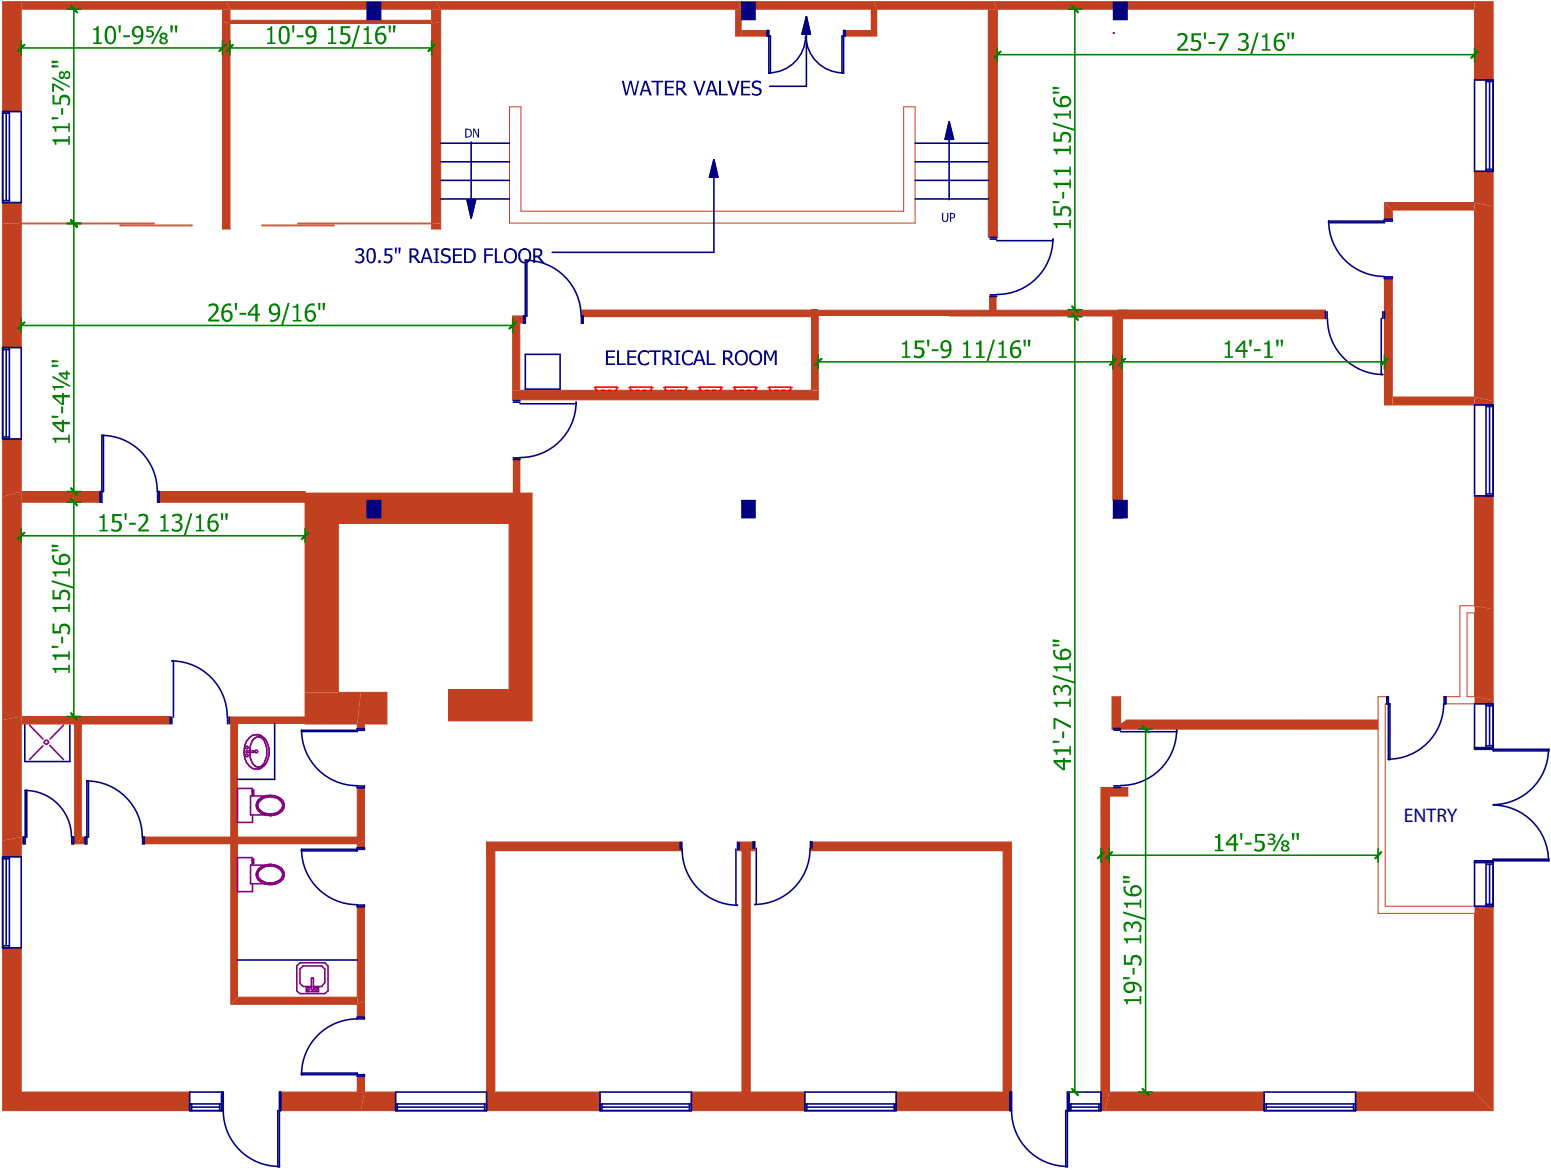 10'-9⅝"
10'-9 15/16"
25'-7 3/16"
11'-5⅞"
WATER VALVES
DN
15'-11 15/16"
UP
30.5" RAISED FLOOR
26'-4 9/16"
ELECTRICAL ROOM
15'-9 11/16"
14'-1"
14'-4¼"
15'-2 13/16"
11'-5 15/16"
41'-7 13/16"
ENTRY
14'-5⅜"
19'-5 13/16"